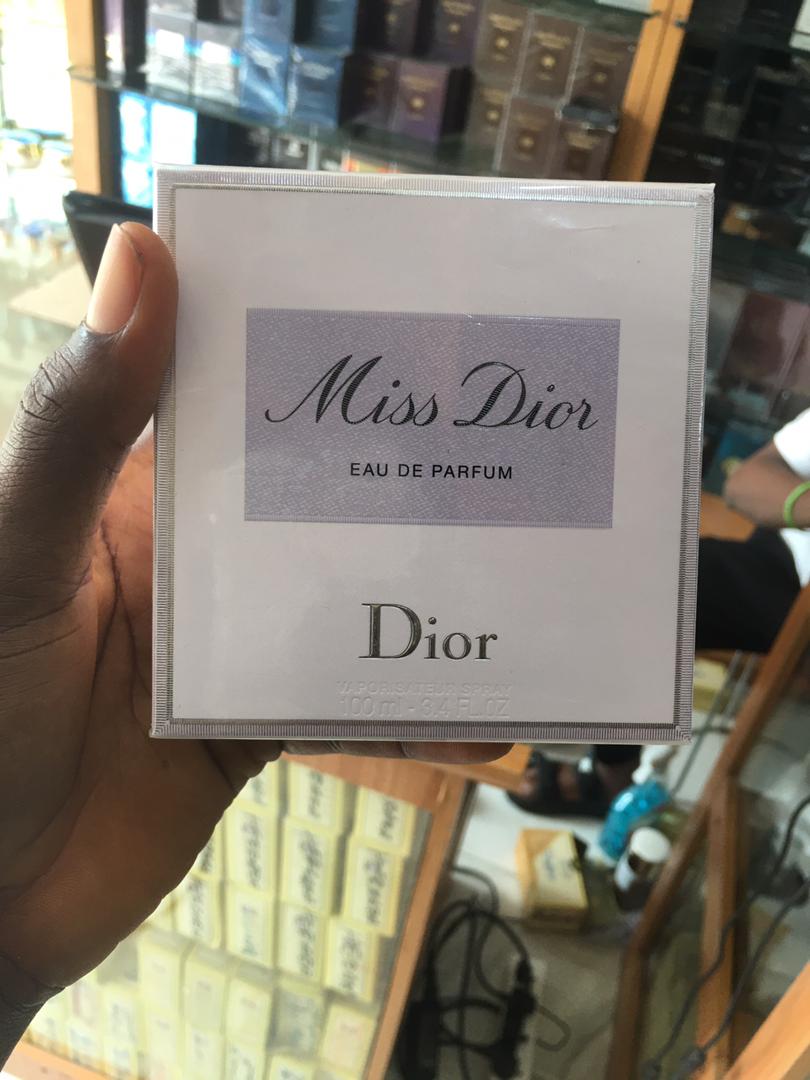 Miss Dior
EAU DE PARFUM
Dior
VAPORISATEUR SPRAY
100 ml - 3.4 FL.OZ